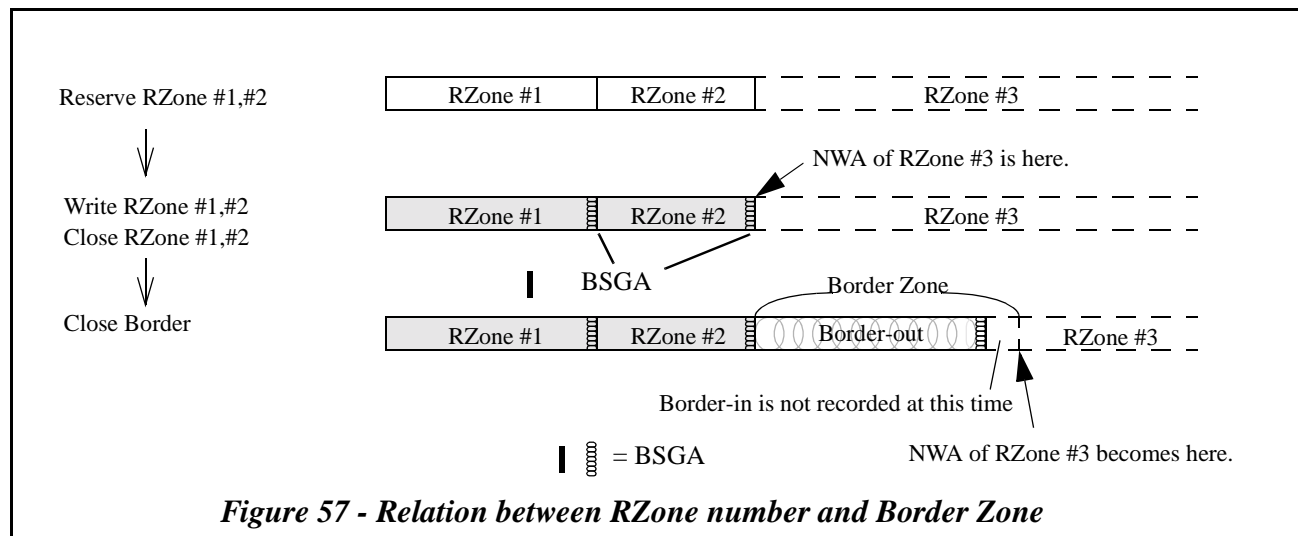 Reserve RZone #1,#2
RZone #1
RZone #2
RZone #3
NWA of RZone #3 is here.
Write RZone #1,#2
Close RZone #1,#2
RZone #1
RZone #2
RZone #3
BSGA
Border Zone
Close Border
RZone #1
RZone #2
Border-out
RZone #3
Border-in is not recorded at this time
NWA of RZone #3 becomes here.
= BSGA
Figure 57 - Relation between RZone number and Border Zone